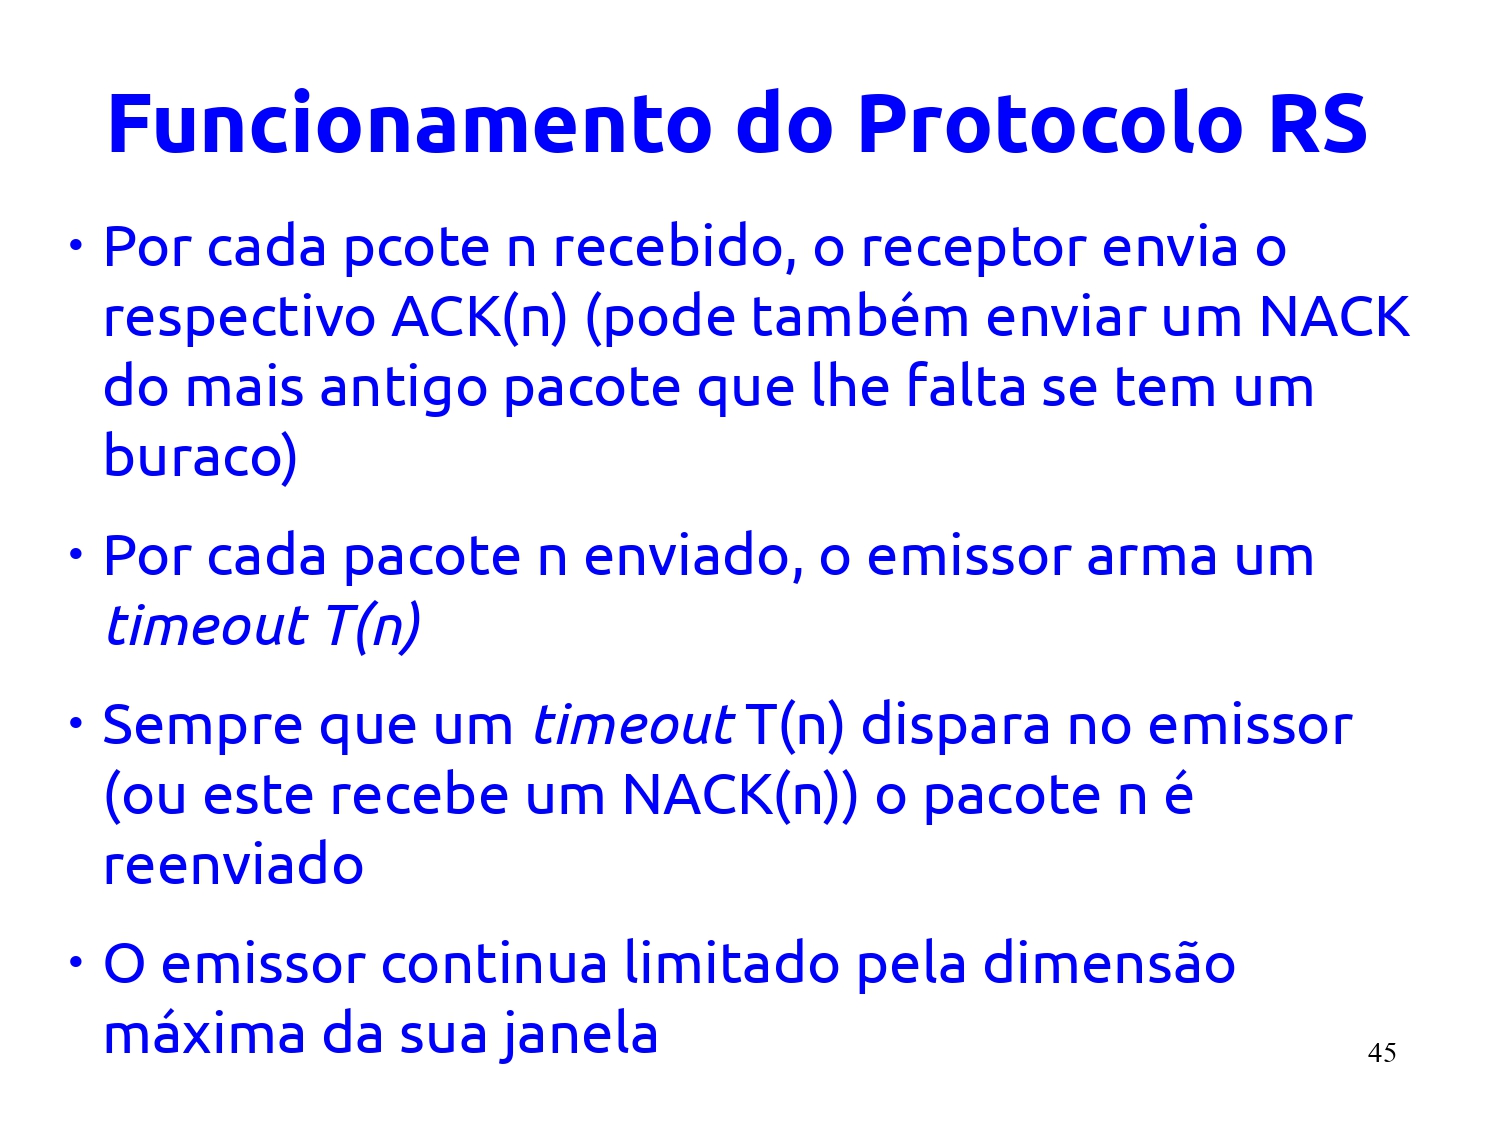 Funcionamento do Protocolo RS
• Por cada pcote n recebido, o receptor envia o
respectivo ACK(n) (pode também enviar um NACK
do mais antigo pacote que lhe falta se tem um
buraco)
• Por cada pacote n enviado, o emissor arma um
timeout T(n)
• Sempre que um timeout T(n) dispara no emissor
(ou este recebe um NACK(n)) o pacote n é
reenviado
• O emissor continua limitado pela dimensão
máxima da sua janela
45